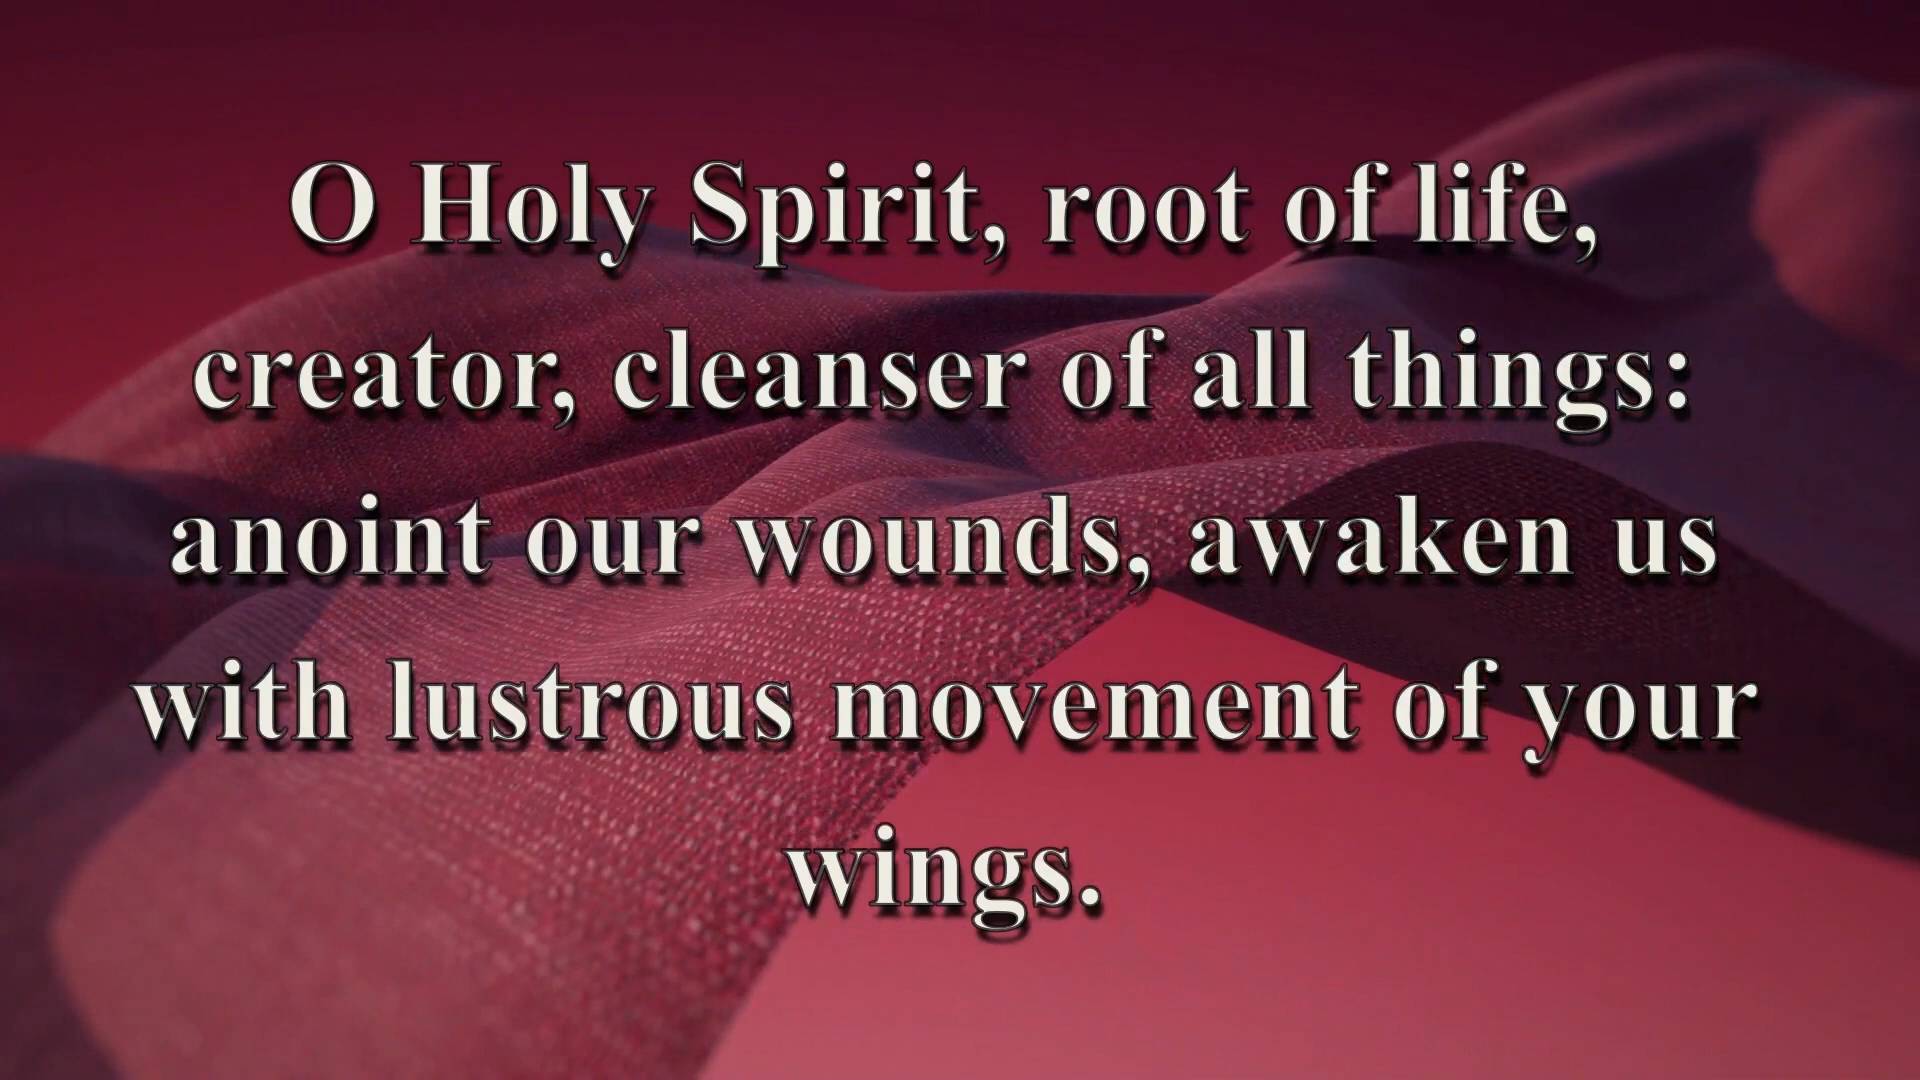 O Holy Spirit, root of life,
creator, cleanser of all things:
anoint our wounds, awaken us
with lustrous movement of your
wings.